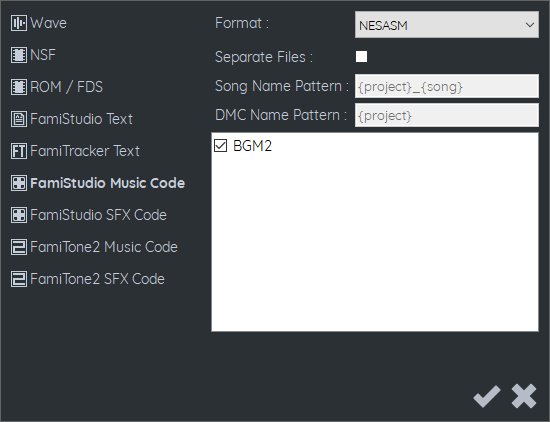 Wave
NSF
ROM / FDS
FamiStudio Text
FT FamiTracker Text
FamiStudio Music Code
FamiStudio SFX Code
FamiTone2 Music Code
FamiTone2 SFX Code
Format : NESASM
Separate Files :
Song Name Pattern : {project}_{song}
DMC Name Pattern : {project}
BGM2